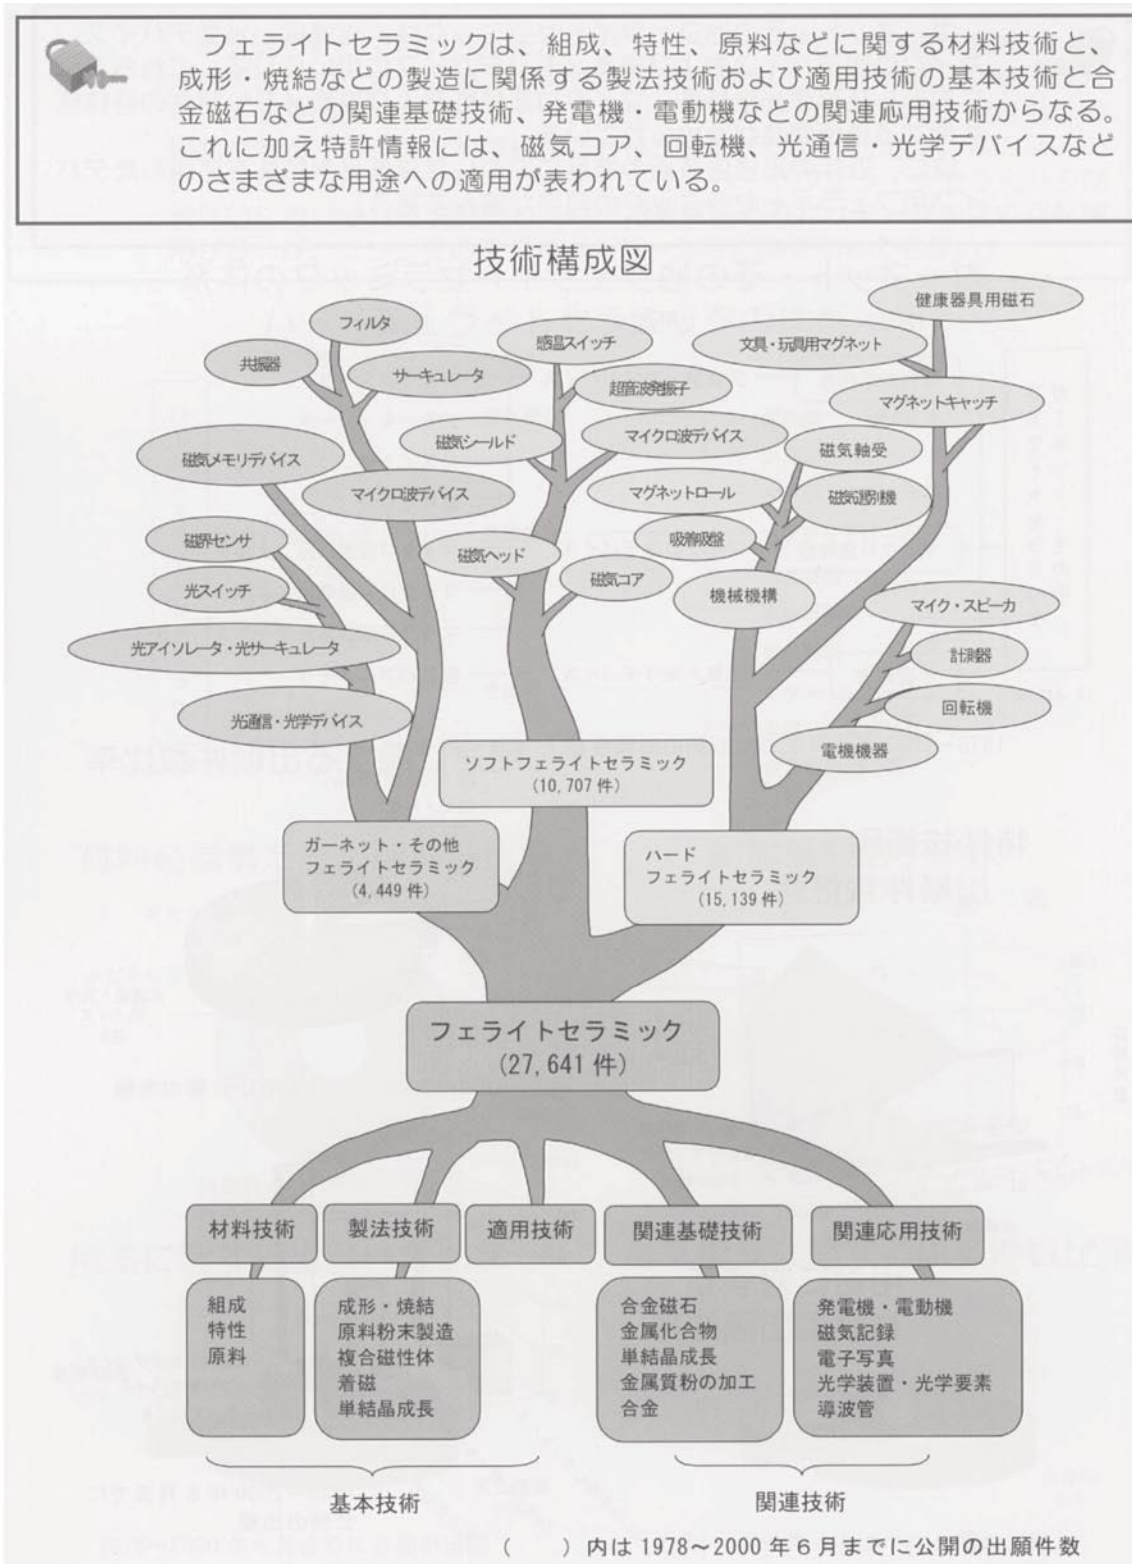 フェライトセラミックは、組成、特性、原料などに関する材料技術と、
成形・焼結などの製造に関係する製法技術および適用技術の基本技術と合
金磁石などの関連基礎技術、発電機・電動機などの関連応用技術からなる。
これに加え特許情報には、磁気コア、回転機、光通信・光学デバイスなど
のさまざまな用途への適用が表われている。
技術構成図
健康器具用磁石
フィルタ
感温スイッチ
文具・玩具用マグネット
共振器
サーキュレータ
超音波発振子
マグネットキャッチ
磁気シールド
マイクロ波デバイス
磁気軸受
磁気メモリデバイス
マイクロ波デバイス
マグネットロール
磁気選別機
磁界センサ
磁気ヘッド
吸着吸盤
光スイッチ
磁気コア
機械機構
マイク・スピーカ
光アイソレータ・光サーキュレータ
計測器
光通信・光学デバイス
回転機
電機機器
ソフトフェライトセラミック
(10,707 件)
ガーネット・その他
フェライトセラミック
(4,449 件)
ハード
フェライトセラミック
(15,139 件)
フェライトセラミック
(27,641 件)
材料技術
製法技術
適用技術
関連基礎技術
関連応用技術
組成
特性
原料
成形・焼結
原料粉末製造
複合磁性体
着磁
単結晶成長
合金磁石
金属化合物
単結晶成長
金属質粉の加工
合金
発電機・電動機
磁気記録
電子写真
光学装置・光学要素
導波管
基本技術
関連技術
(　　) 内は 1978～2000 年 6 月までに公開の出願件数